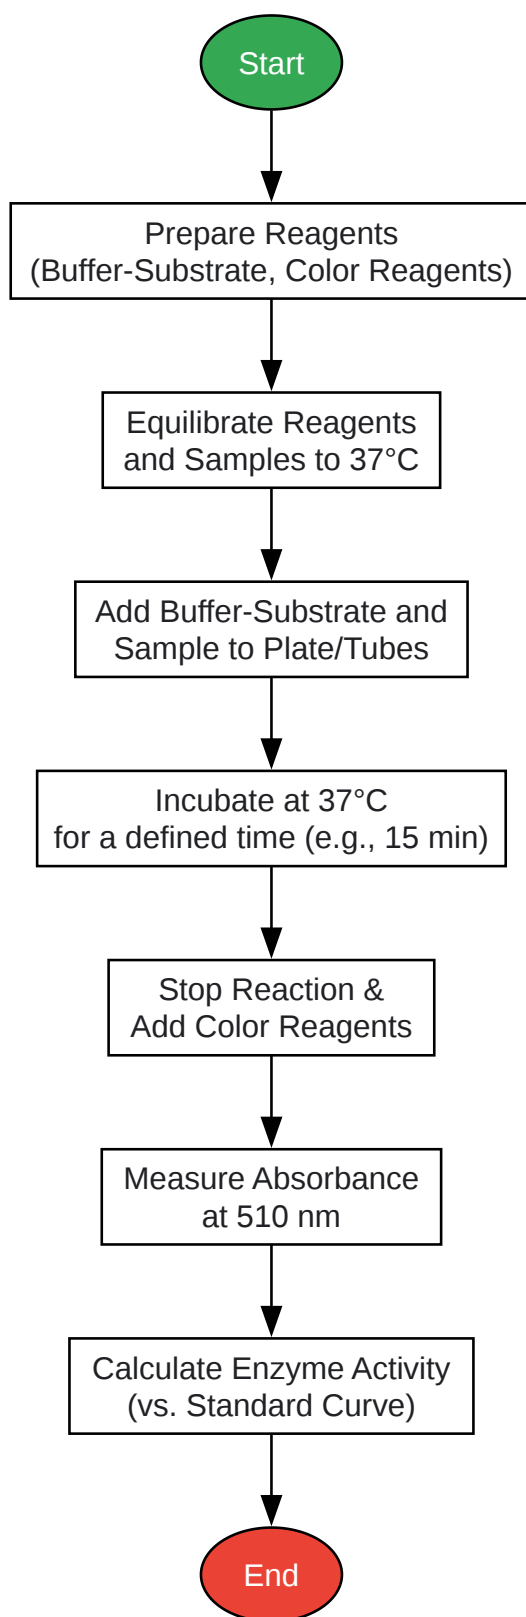 Start
Prepare Reagents
(Buffer-Substrate, Color Reagents)
Equilibrate Reagents
and Samples to 37°C
Add Buffer-Substrate and
Sample to Plate/Tubes
Incubate at 37°C
for a defined time (e.g., 15 min)
Stop Reaction &
Add Color Reagents
Measure Absorbance
at 510 nm
Calculate Enzyme Activity
(vs. Standard Curve)
End